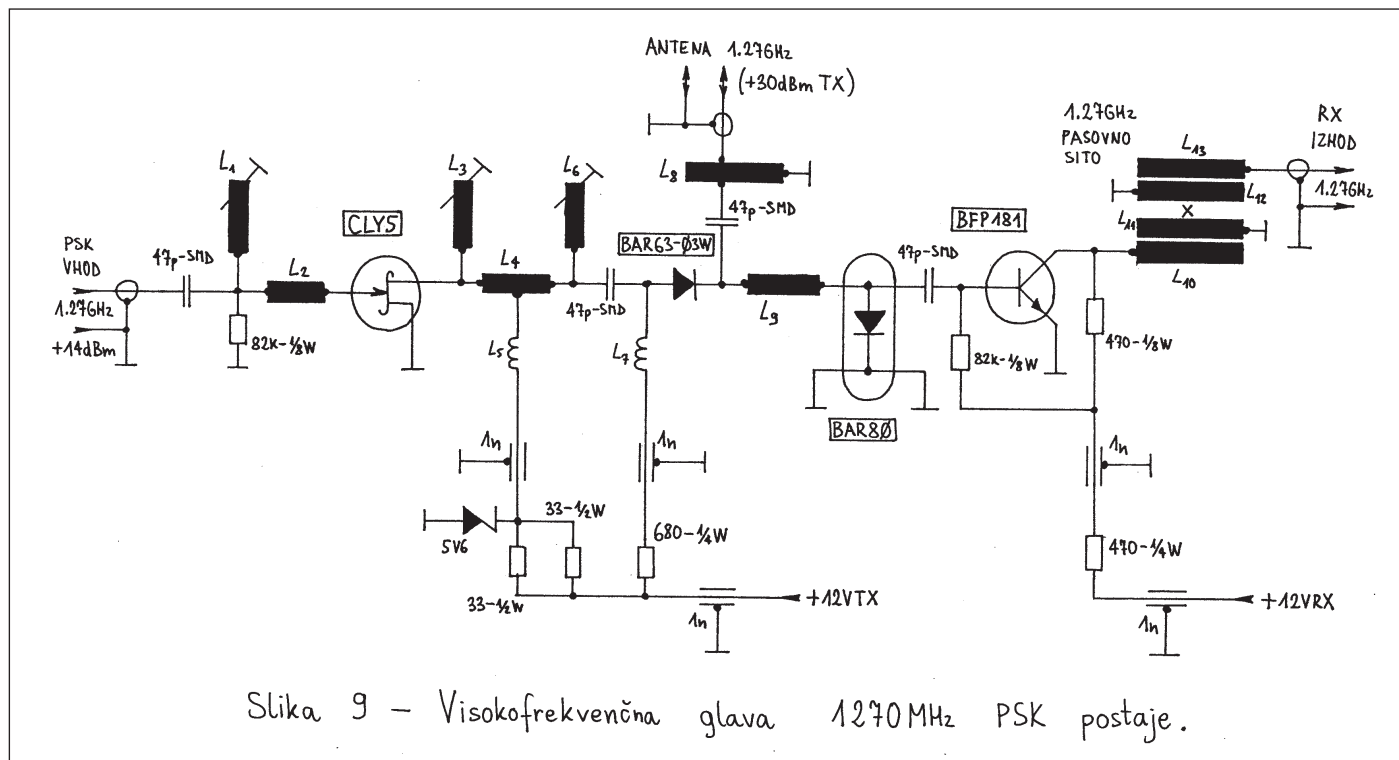 ANTENA 1.27GHz
(+30dBm TX)
1.27GHz
PASOVNO
SITO
RX
IZHOD
1.27GHz
L13
L12
X
L11
L10
L1
L3
L6
L8
47p-SMD
BFP181
CLY5
BAR63-Ø3W
PSK
VHOD
1.27GHz
+14dBm
47p-SMD
L2
L4
47p-SMD
L9
47p-SMD
82k-1/8W
L5
L7
82k-1/8W
470-1/8W
BAR8Ø
1n
1n
1n
5V6
33-1/2W
680-1/4W
470-1/4W
33-1/2W
1n
+12VTX
1n
+12VRX
Slika 9 – Visokofrekvenčna glava 1270MHz PSK postaje.